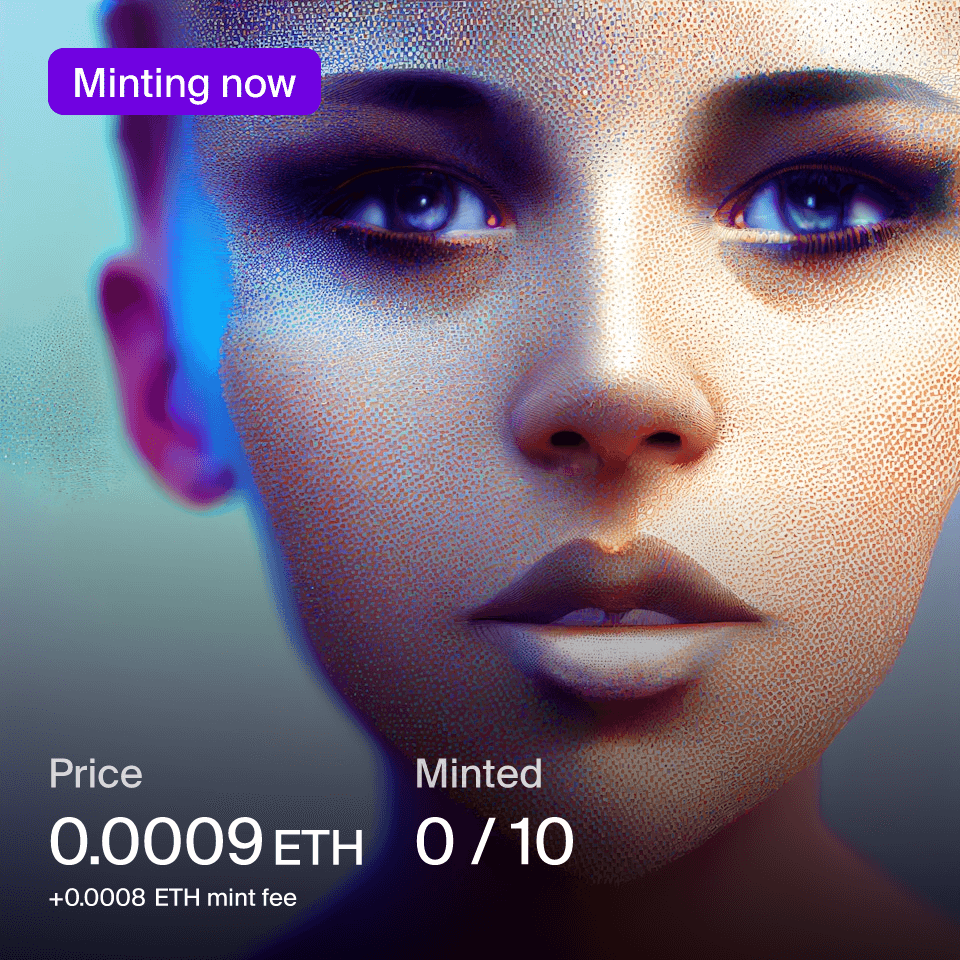 Minting now
Price
Minted
0.0009 ETH
0 / 10
+0.0008 ETH mint fee